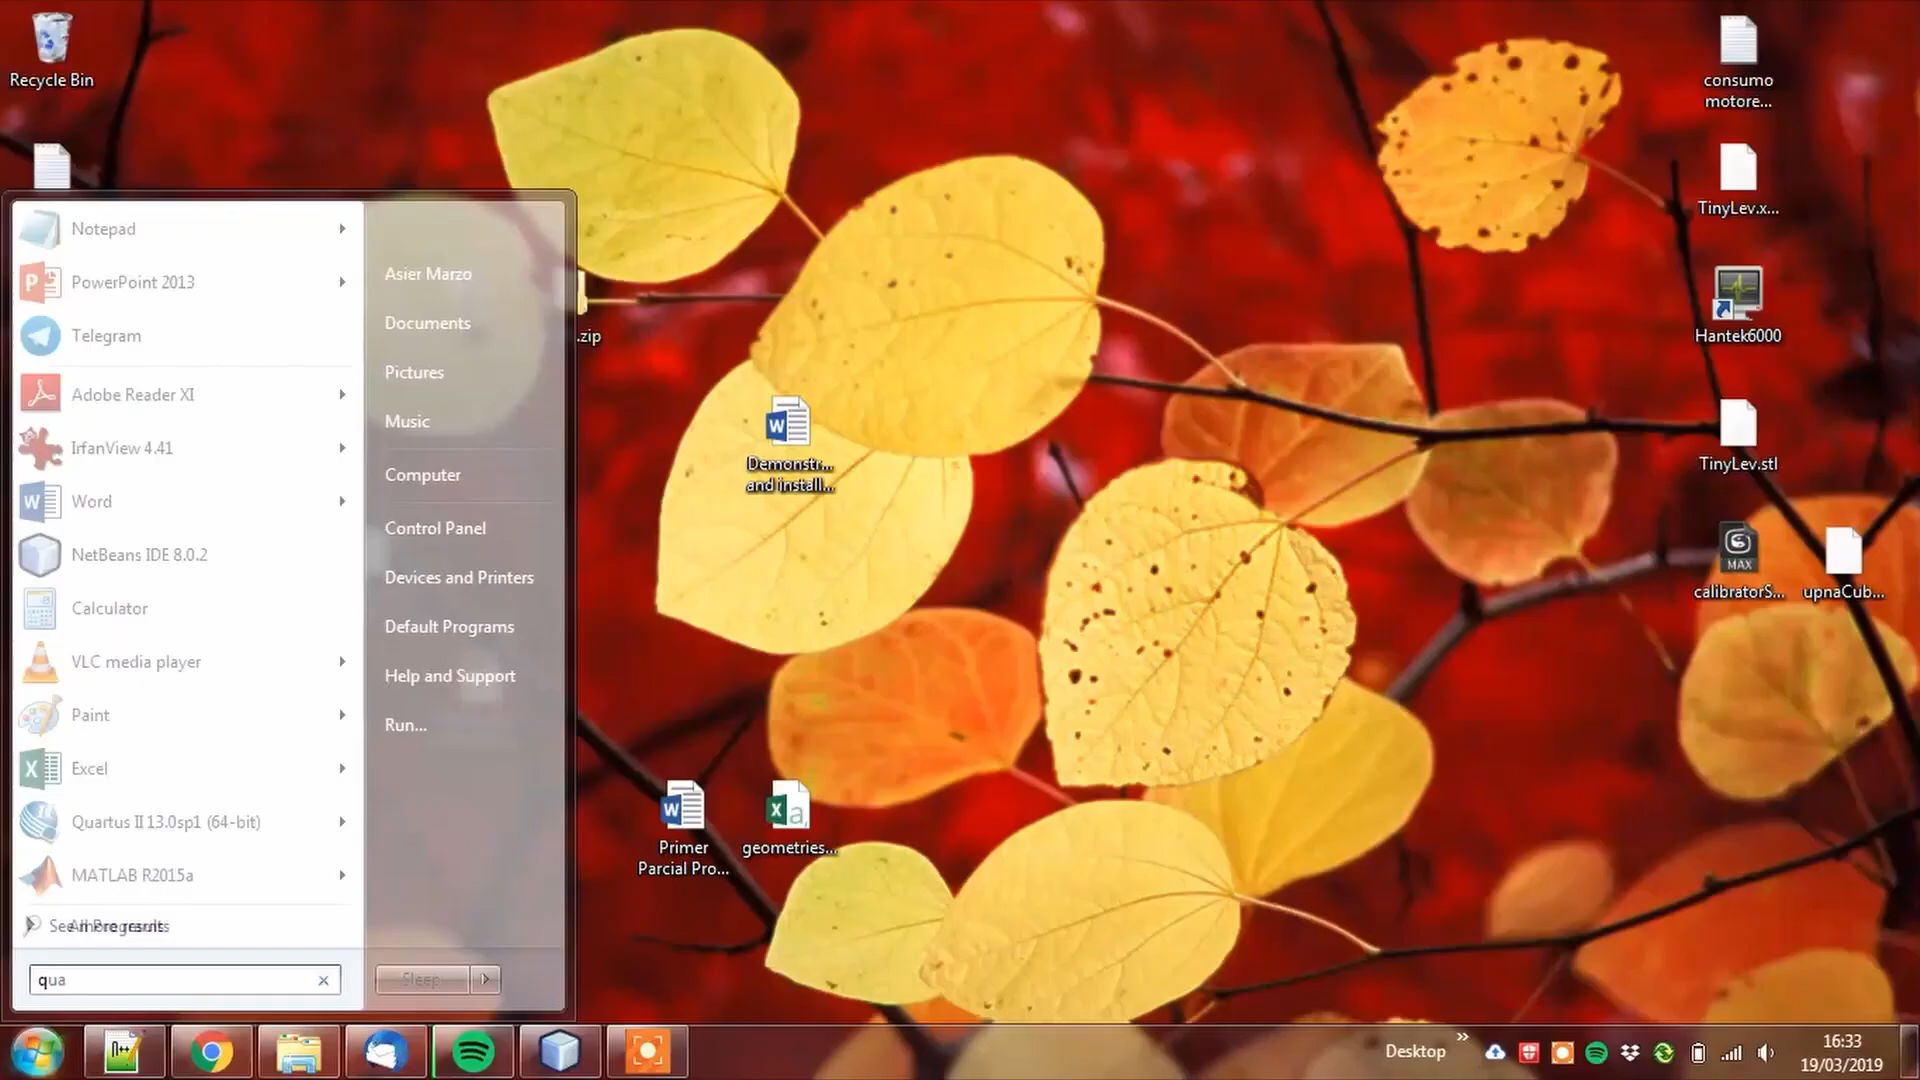 Recycle Bin
consumo
motore...
TinyLev.x...
Hantek6000
TinyLev.stl
calibratorS...
MAX
upnaCub...
.zip
Demonstr...
and install...
Primer
Parcial Pro...
geometries...
Notepad
PowerPoint 2013
Telegram
Adobe Reader XI
IrfanView 4.41
Word
NetBeans IDE 8.0.2
Calculator
VLC media player
Paint
Excel
Quartus II 13.0sp1 (64-bit)
MATLAB R2015a
See more results
All Programs
qua
Asier Marzo
Documents
Pictures
Music
Computer
Control Panel
Devices and Printers
Default Programs
Help and Support
Run...
Sleep
Desktop
16:33
19/03/2019